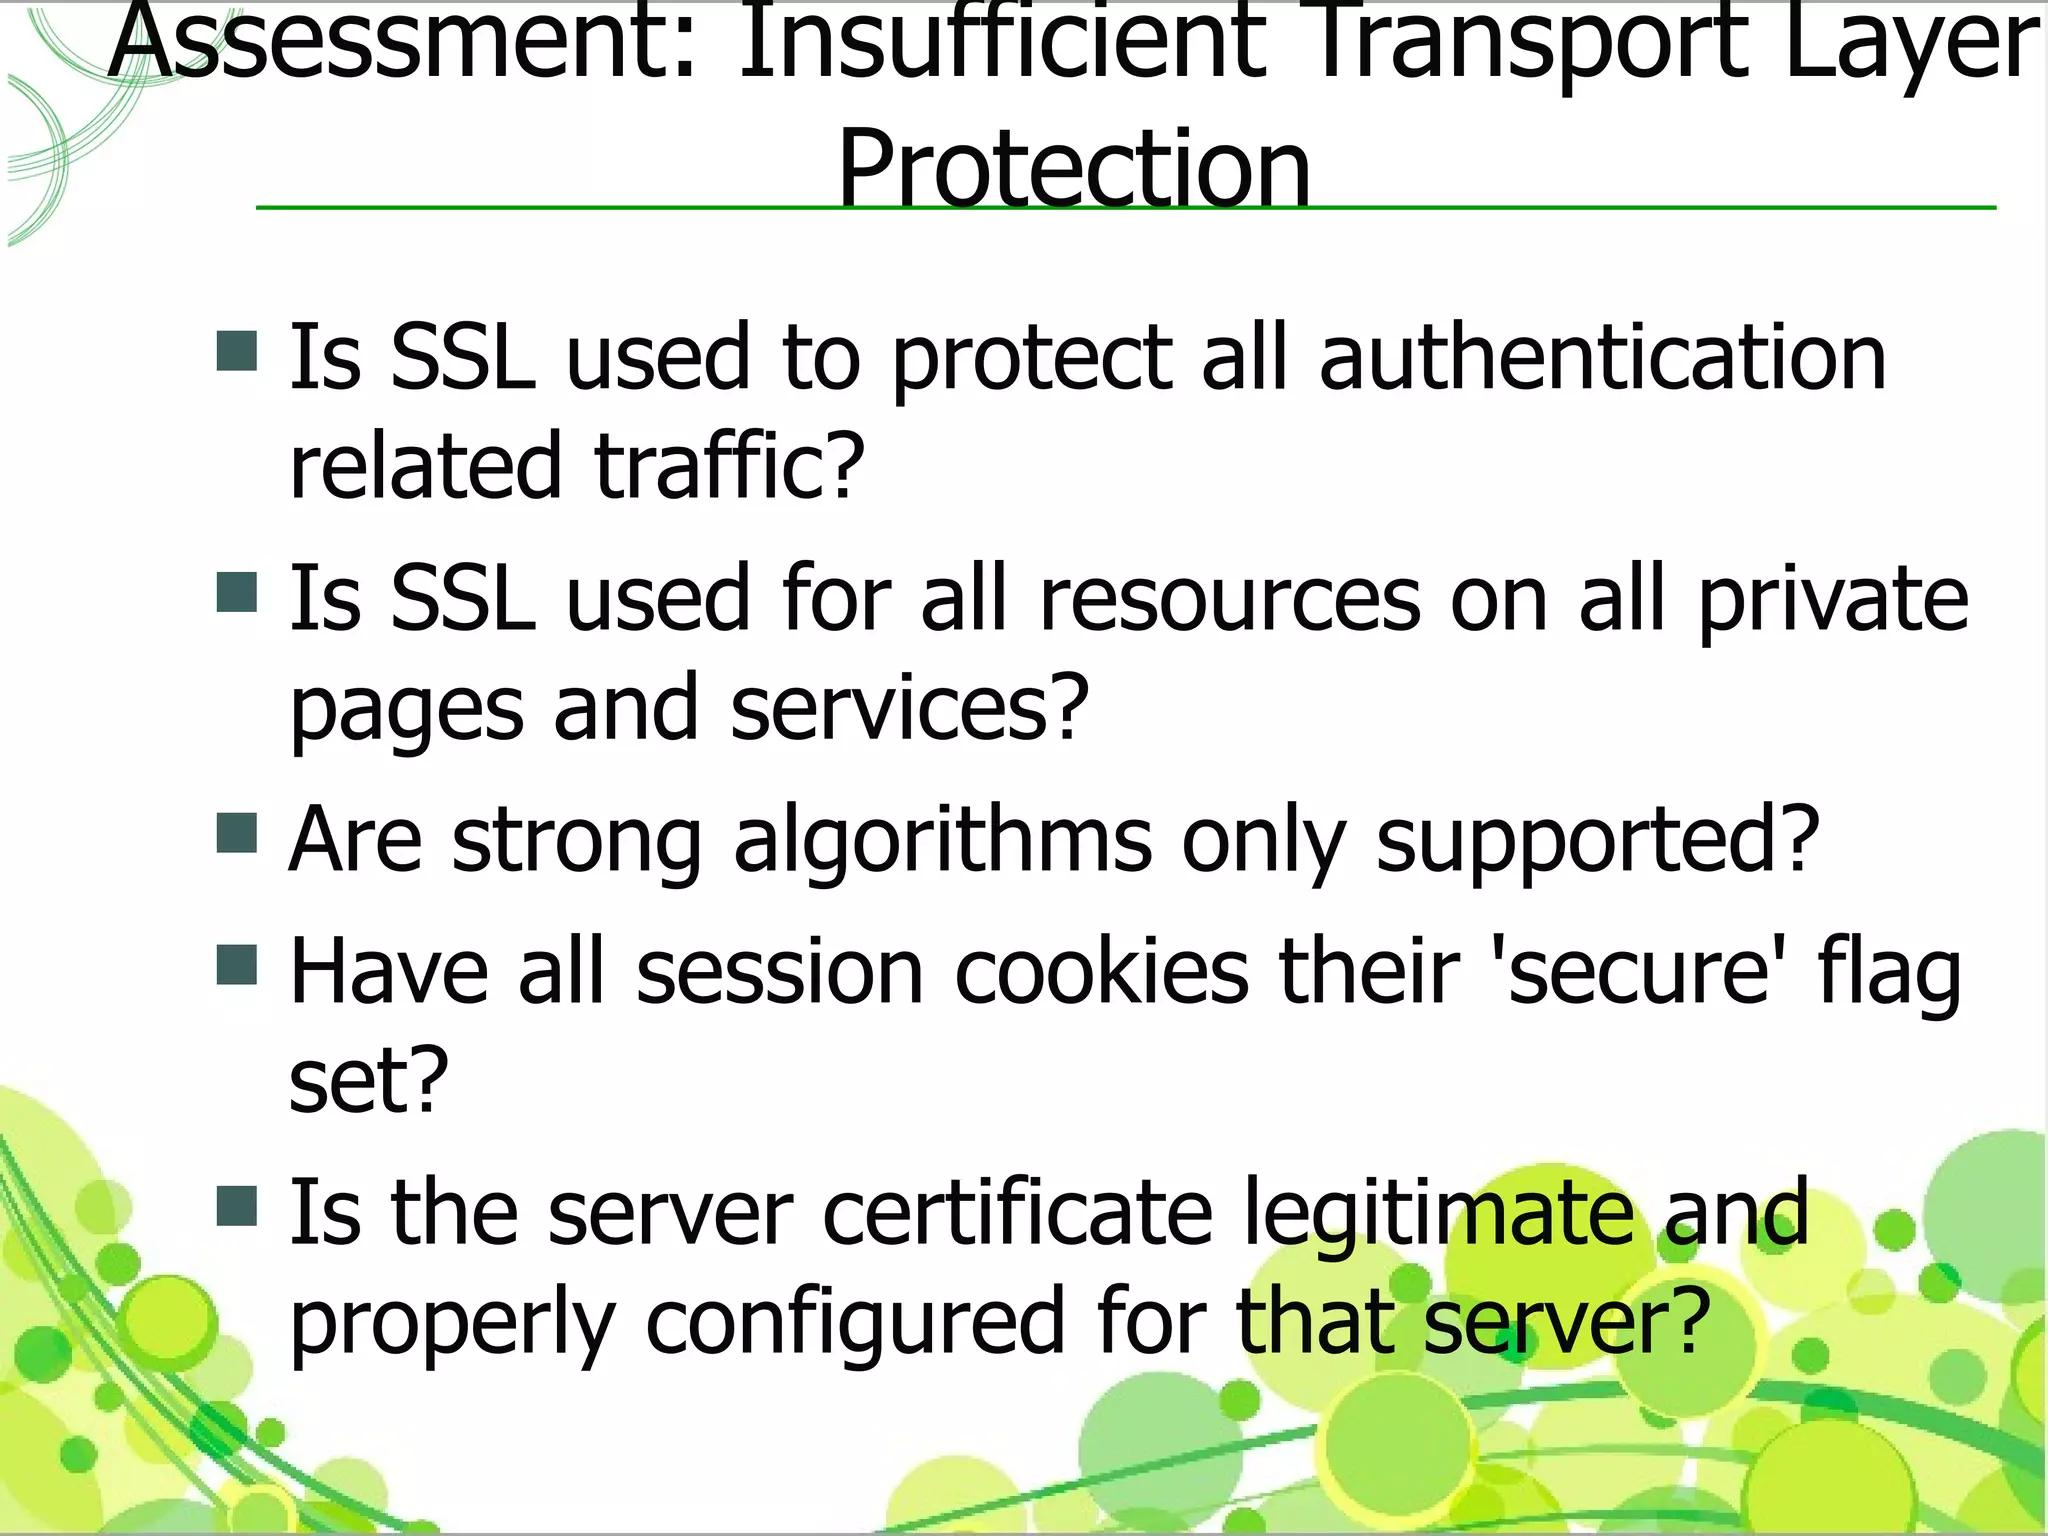 Assessment: Insufficient Transport Layer
Protection
Is SSL used to protect all authentication
related traffic?
Is SSL used for all resources on all private
pages and services?
Are strong algorithms only supported?
Have all session cookies their 'secure' flag
set?
Is the server certificate legitimate and
properly configured for that server?